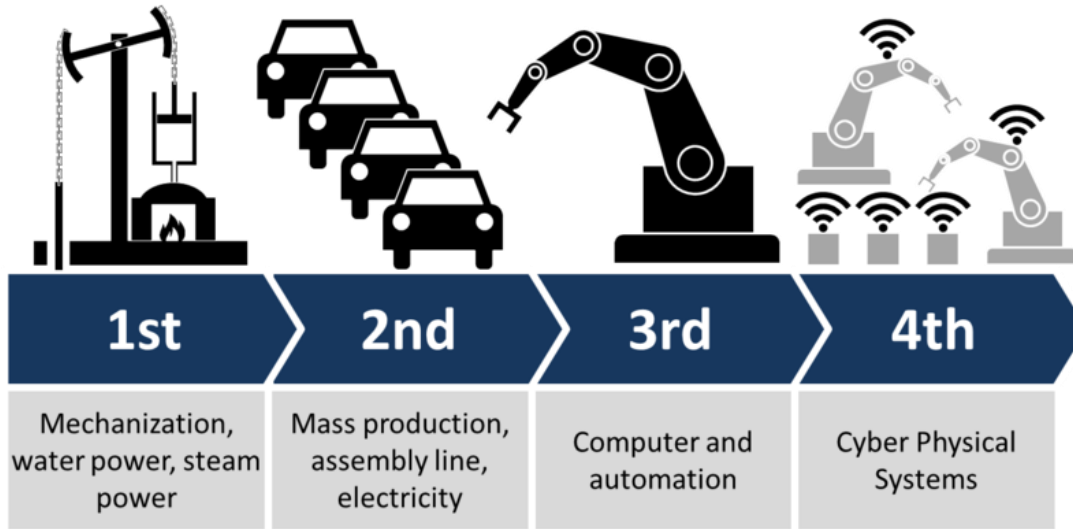 1st
2nd
3rd
4th
Mechanization,
water power, steam
power
Mass production,
assembly line,
electricity
Computer and
automation
Cyber Physical
Systems